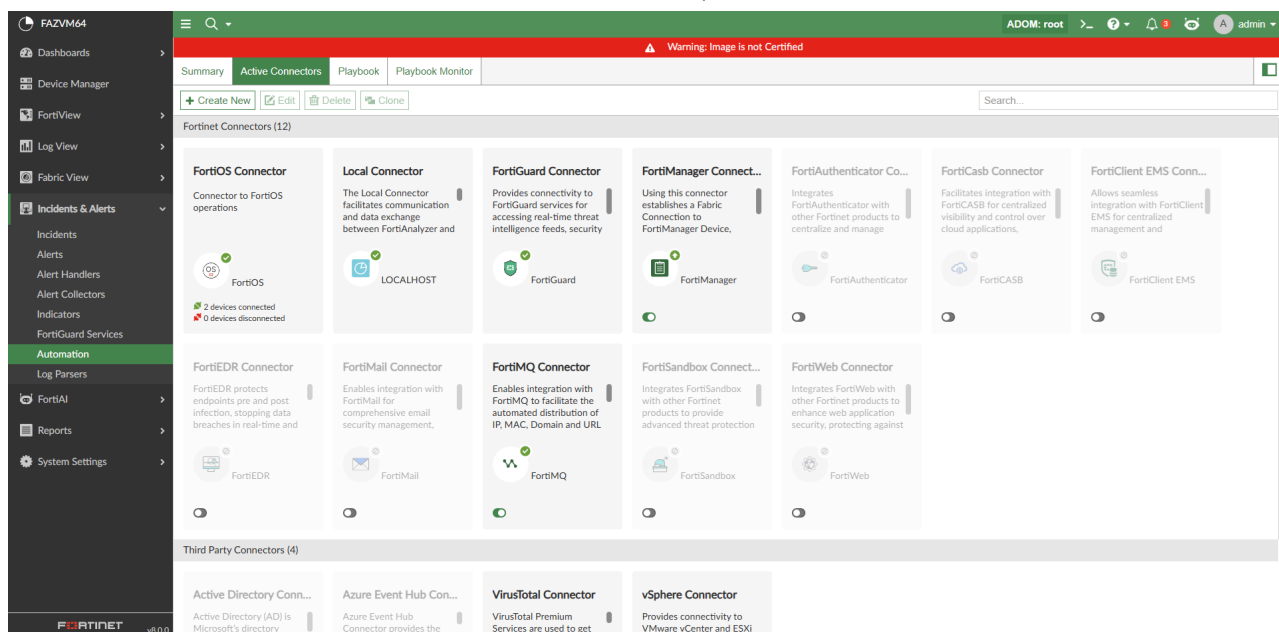 FAZVM64
ADOM: root
>_
3
A
admin
Warning: Image is not Certified
Dashboards
Device Manager
FortiView
Log View
Fabric View
Incidents & Alerts
Incidents
Alerts
Alert Handlers
Alert Collectors
Indicators
FortiGuard Services
Automation
Log Parsers
FortiAI
Reports
System Settings
FORTINET
v8.0.0
Summary
Active Connectors
Playbook
Playbook Monitor
+ Create New
Edit
Delete
Clone
Search...
Fortinet Connectors (12)
FortiOS Connector
Connector to FortiOS
operations
OS
FortiOS
2 devices connected
0 devices disconnected
Local Connector
The Local Connector
facilitates communication
and data exchange
between FortiAnalyzer and
LOCALHOST
FortiGuard Connector
Provides connectivity to
FortiGuard services for
accessing real-time threat
intelligence feeds, security
FortiGuard
FortiManager Connect...
Using this connector
establishes a Fabric
Connection to
FortiManager Device,
FortiManager
FortiAuthenticator Co...
Integrates
FortiAuthenticator with
other Fortinet products to
centralize and manage
FortiAuthenticator
FortiCasb Connector
Facilitates integration with
FortiCASB for centralized
visibility and control over
cloud applications,
FortiCASB
FortiClient EMS Conn...
Allows seamless
integration with FortiClient
EMS for centralized
management and
FortiClient EMS
FortiEDR Connector
FortiEDR protects
endpoints pre and post
infection, stopping data
breaches in real-time and
FortiEDR
FortiMail Connector
Enables integration with
FortiMail for
comprehensive email
security management,
FortiMail
FortiMQ Connector
Enables integration with
FortiMQ to facilitate the
automated distribution of
IP, MAC, Domain and URL
FortiMQ
FortiSandbox Connect...
Integrates FortiSandbox
with other Fortinet
products to provide
advanced threat protection
FortiSandbox
FortiWeb Connector
Integrates FortiWeb with
other Fortinet products to
enhance web application
security, protecting against
FortiWeb
Third Party Connectors (4)
Active Directory Conn...
Active Directory (AD) is
Microsoft's directory
Azure Event Hub Con...
Azure Event Hub
Connector provides the
VirusTotal Connector
VirusTotal Premium
Services are used to get
vSphere Connector
Provides connectivity to
VMware vCenter and ESXi